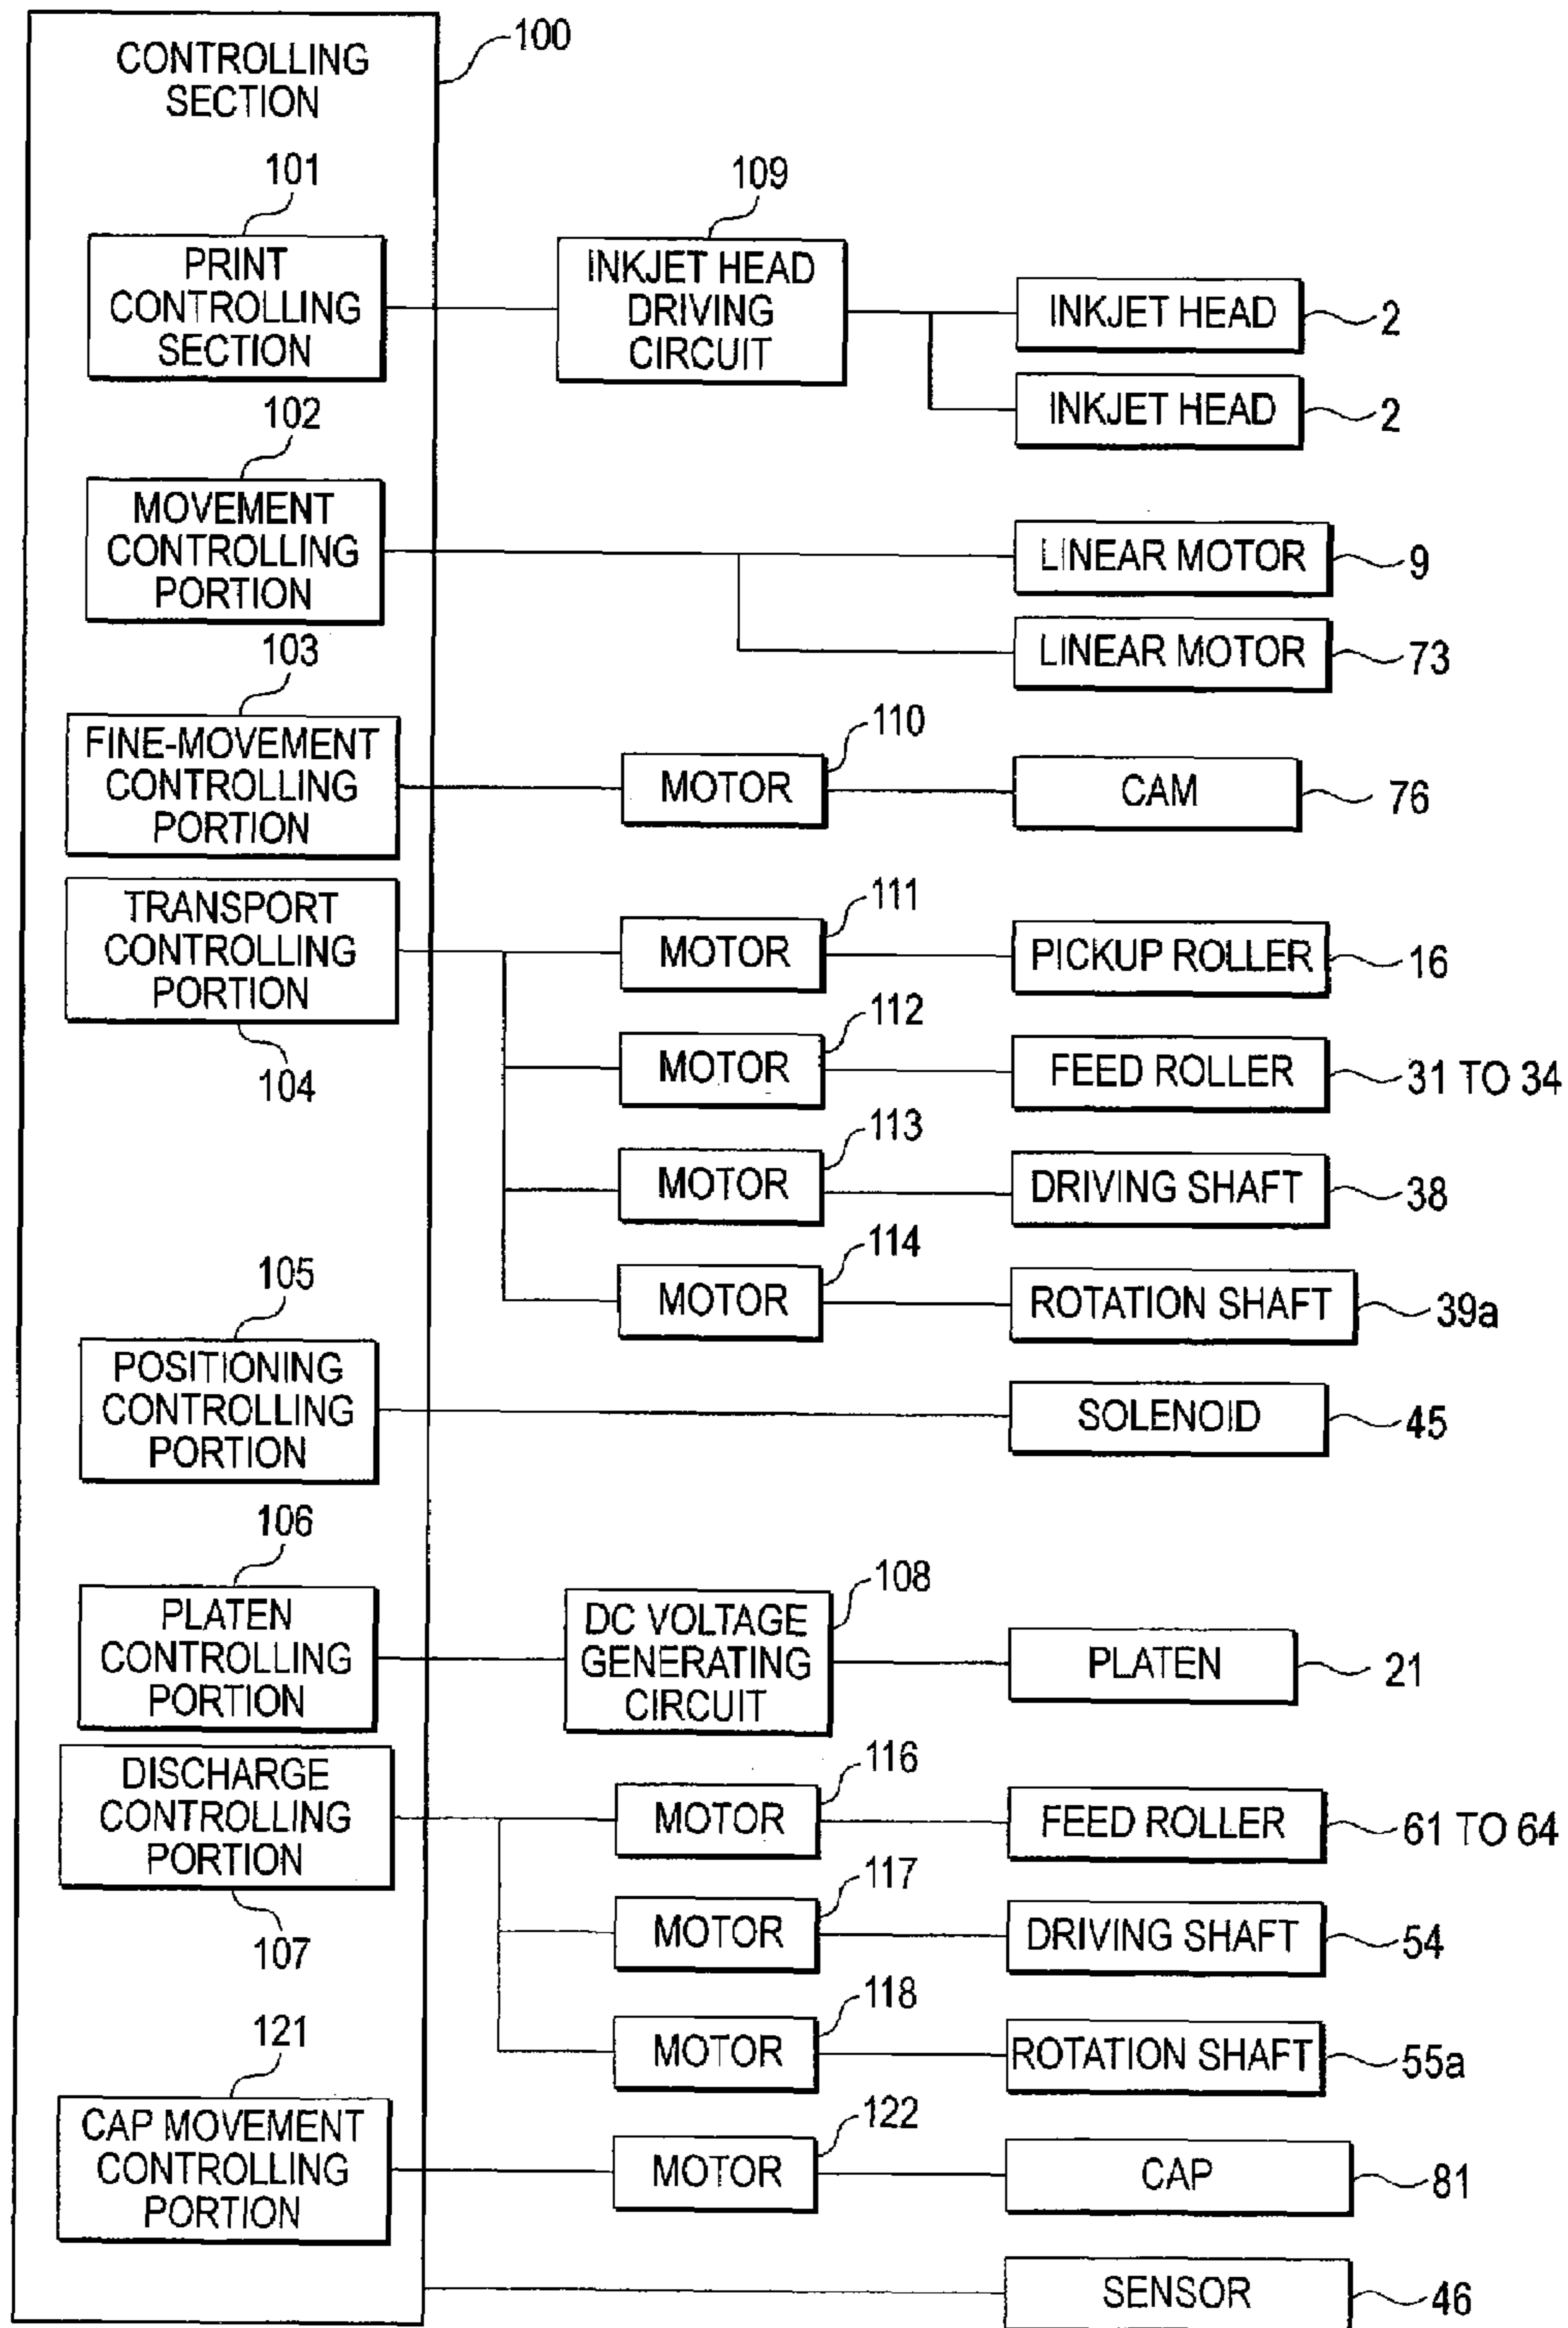 100
CONTROLLING
SECTION
101
PRINT
CONTROLLING
SECTION
109
INKJET HEAD
DRIVING
CIRCUIT
INKJET HEAD
2
INKJET HEAD
2
102
MOVEMENT
CONTROLLING
PORTION
LINEAR MOTOR
9
LINEAR MOTOR
73
103
FINE-MOVEMENT
CONTROLLING
PORTION
110
MOTOR
CAM
76
TRANSPORT
CONTROLLING
PORTION
104
111
MOTOR
PICKUP ROLLER
16
112
MOTOR
FEED ROLLER
31 TO 34
113
MOTOR
DRIVING SHAFT
38
114
MOTOR
ROTATION SHAFT
39a
105
POSITIONING
CONTROLLING
PORTION
SOLENOID
45
106
PLATEN
CONTROLLING
PORTION
108
DC VOLTAGE
GENERATING
CIRCUIT
PLATEN
21
DISCHARGE
CONTROLLING
PORTION
107
116
MOTOR
FEED ROLLER
61 TO 64
117
MOTOR
DRIVING SHAFT
54
118
MOTOR
ROTATION SHAFT
55a
121
CAP MOVEMENT
CONTROLLING
PORTION
122
MOTOR
CAP
81
SENSOR
46